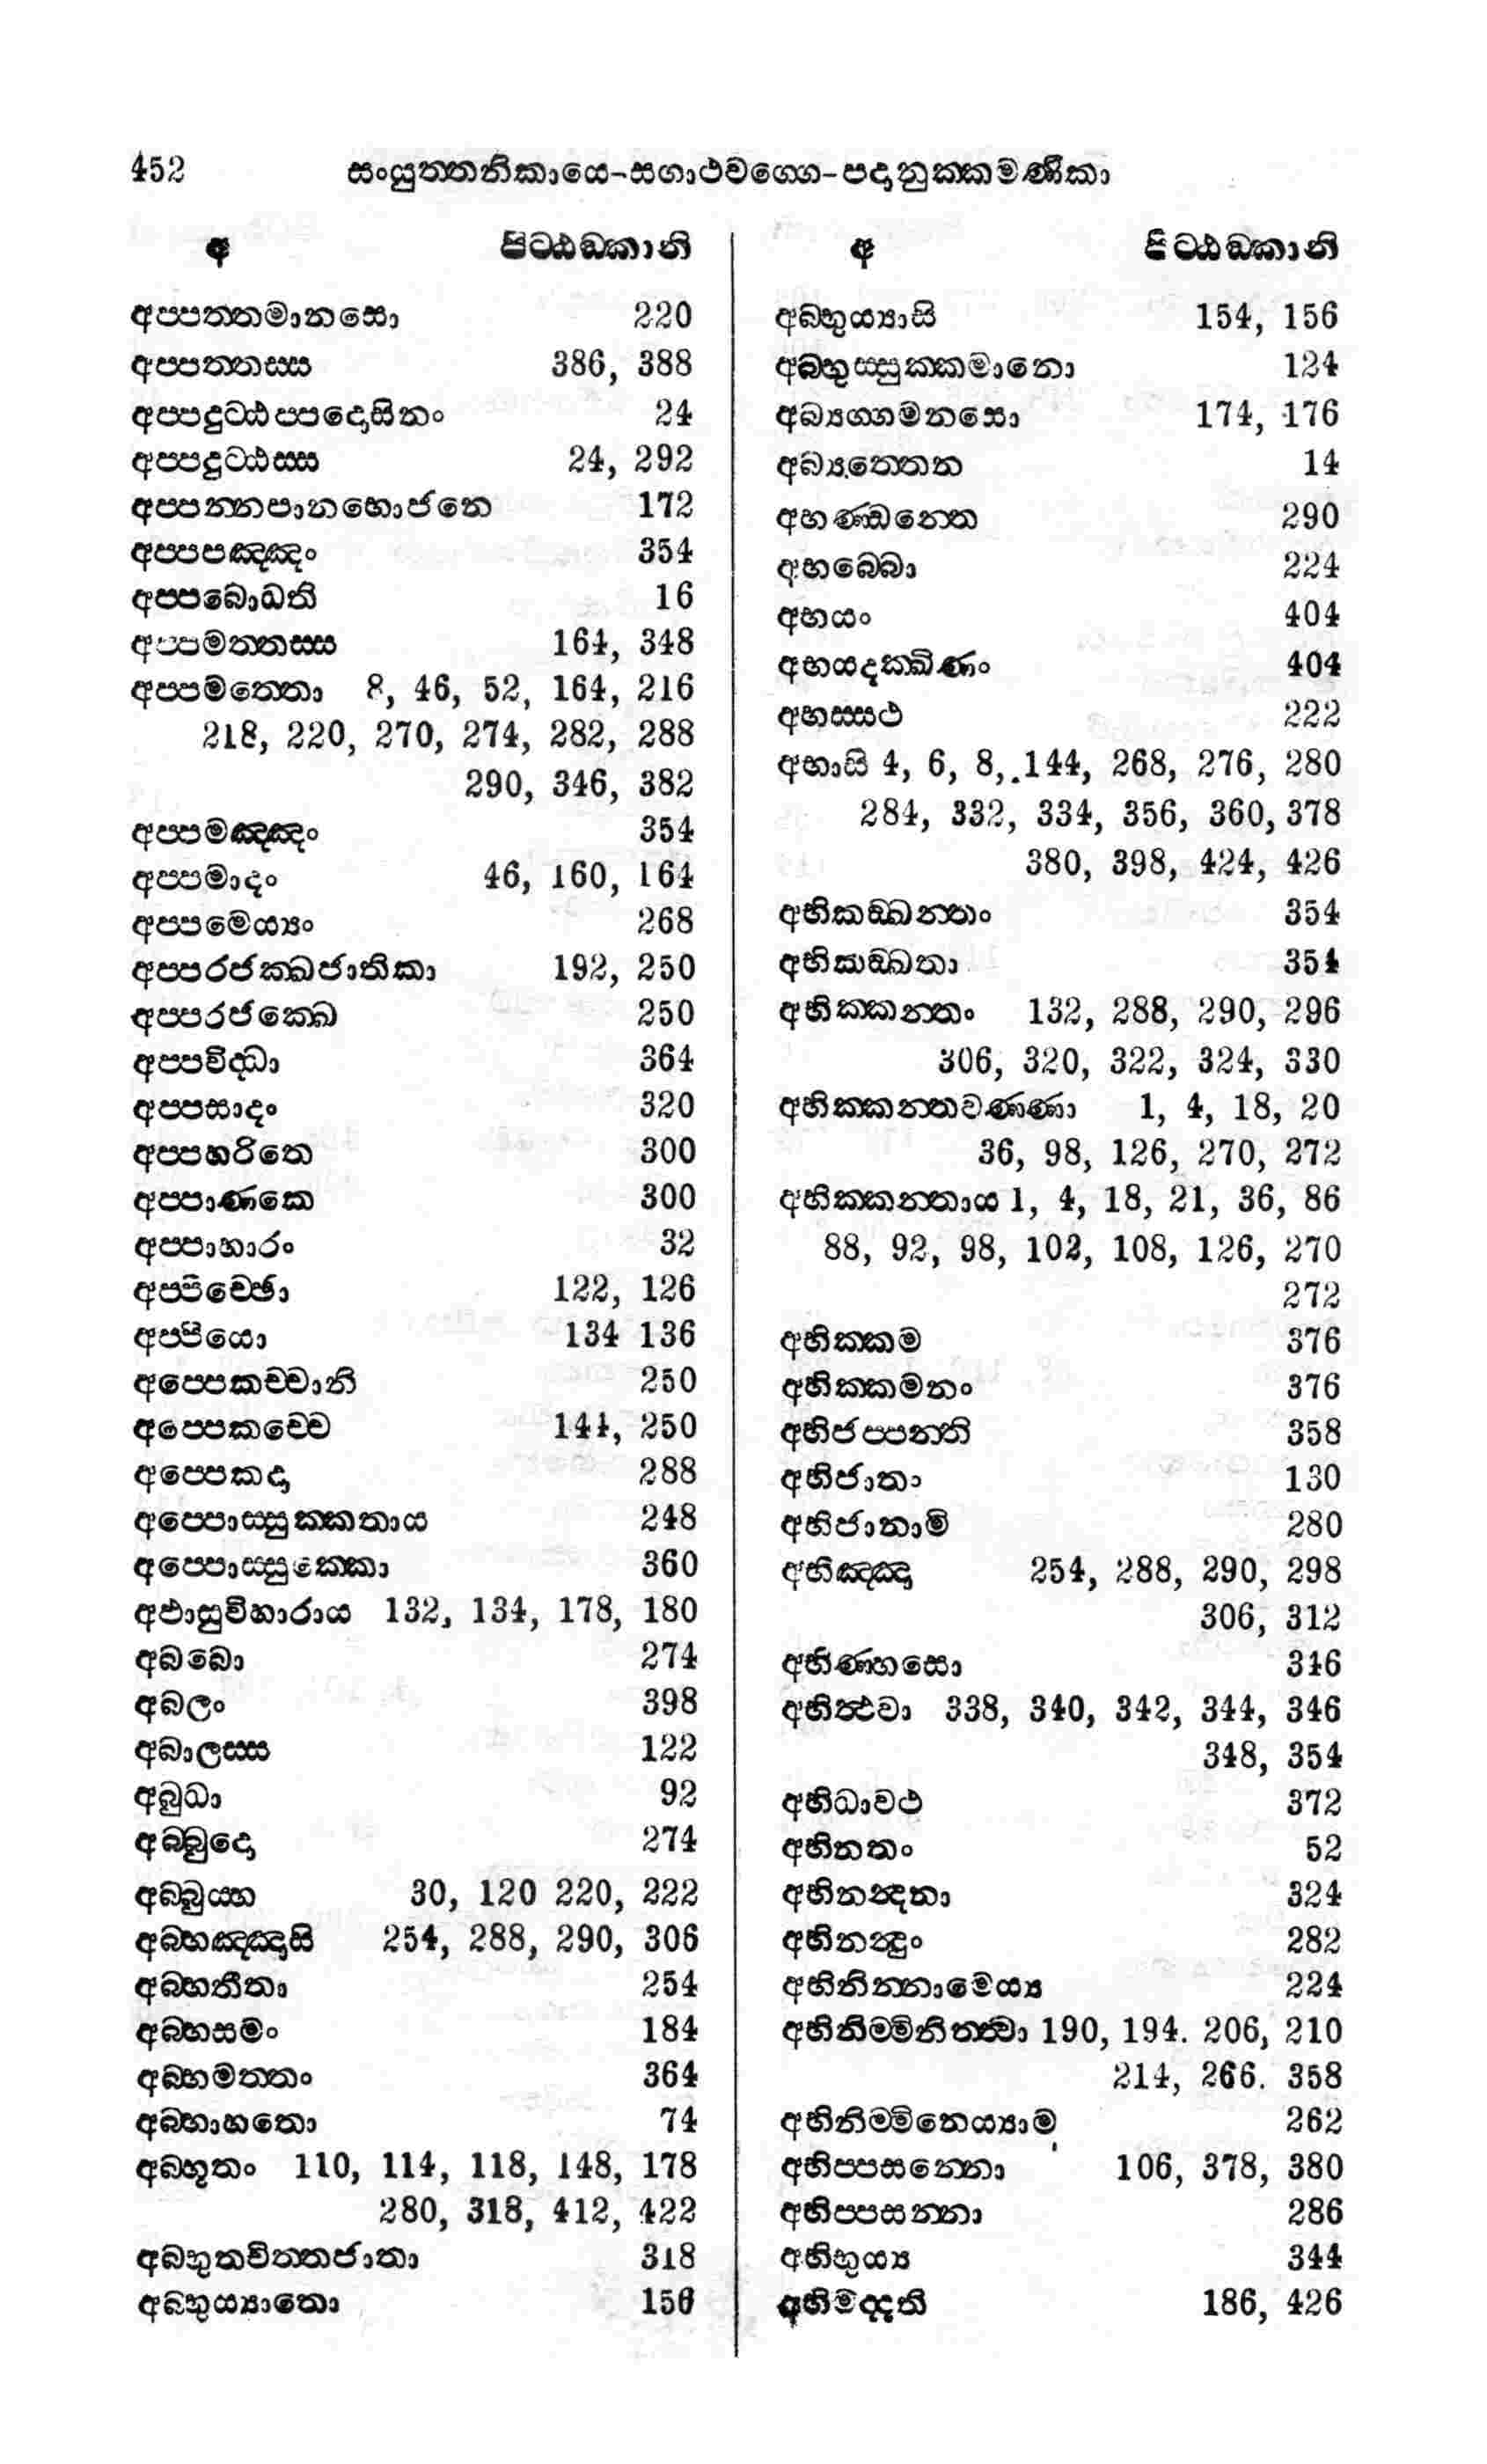 452 සංයුත්තනිකායෙ-සගාථවග්ගෙ-පදානුක්කමණිකා
අ පිට්ඨඞ්කානි
අප්පත්තමානසො 220
අප්පත්තස්ස 386, 388
අප්පදුට්ඨප්පදොසිනං 24
අප්පදුට්ඨස්ස 24, 292
අප්පන්නපානභොජනෙ 172
අප්පපඤ්ඤං 354
අප්පබොධති 16
අප්පමත්තස්ස 164, 348
අප්පමත්තො 8, 46, 52, 164, 216
218, 220, 270, 274, 282, 288
290, 346, 382
අප්පමඤ්ඤං 354
අප්පමාදං 46, 160, 164
අප්පමෙය්‍යං 268
අප්පරජක්ඛජාතිකා 192, 250
අප්පරජක්ඛෙ 250
අප්පවිද්ධා 364
අප්පසාදං 320
අප්පහරිතෙ 300
අප්පාණකෙ 300
අප්පාහාරං 32
අප්පිච්ඡො 122, 126
අප්පියො 134 136
අප්පෙකච්චානි 250
අප්පෙකච්චෙ 144, 250
අප්පෙකදා 288
අප්පොස්සුක්කතාය 248
අප්පොස්සුක්කො 360
අඵාසුවිහාරාය 132, 134, 178, 180
අබබො 274
අබලං 398
අබාලස්ස 122
අබුධා 92
අබ්බුදො 274
අබ්බුය්හ 30, 120 220, 222
අබ්භඤ්ඤාසි 254, 288, 290, 306
අබ්භතීතා 254
අබ්භසමං 184
අබ්භමත්තං 364
අබ්භාහතො 74
අබ්භූතං 110, 114, 118, 148, 178
280, 318, 412, 422
අබ්භුතචිත්තජාතා 318
අබ්භුය්‍යාතො 156
අ පිට්ඨඞ්කානි
අබ්භුය්‍යාසි 154, 156
අබ්භුස්සුක්කමානො 124
අබ්‍යග්ගමනසො 174, 176
අබ්‍යත්තෙන 14
අභණ්ඩන්තෙ 290
අභබ්බො 224
අභයං 404
අභයදක්ඛිණං 404
අභස්සථ 222
අභාසි 4, 6, 8, 144, 268, 276, 280
284, 332, 334, 356, 360, 378
380, 398, 424, 426
අභිකඞ්ඛන්තං 354
අභිකඞ්ඛතා 354
අභික්කන්තං 132, 288, 290, 296
306, 320, 322, 324, 330
අභික්කන්තවණ්ණා 1, 4, 18, 20
36, 98, 126, 270, 272
අභික්කන්තාය 1, 4, 18, 21, 36, 86
88, 92, 98, 102, 108, 126, 270
272
අභික්කම 376
අභික්කමනං 376
අභිජප්පන්ති 358
අභිජාතා 130
අභිජානාමි 280
අභිඤ්ඤා 254, 288, 290, 298
306, 312
අභිණ්හසො 346
අභිත්ථවා 338, 340, 342, 344, 346
348, 354
අභිධාවථ 372
අභිනතං 52
අභිනන්දතා 324
අභිනන්දුං 282
අභිනින්නාමෙය්‍ය 224
අභිනිම්මිනිත්වා 190, 194. 206, 210
214, 266. 358
අභිනිම්මිනෙය්‍යාම 262
අභිප්පසන්නො 106, 378, 380
අභිප්පසන්නා 286
අභිභුය්‍ය 344
අභිමද්දති 186, 426